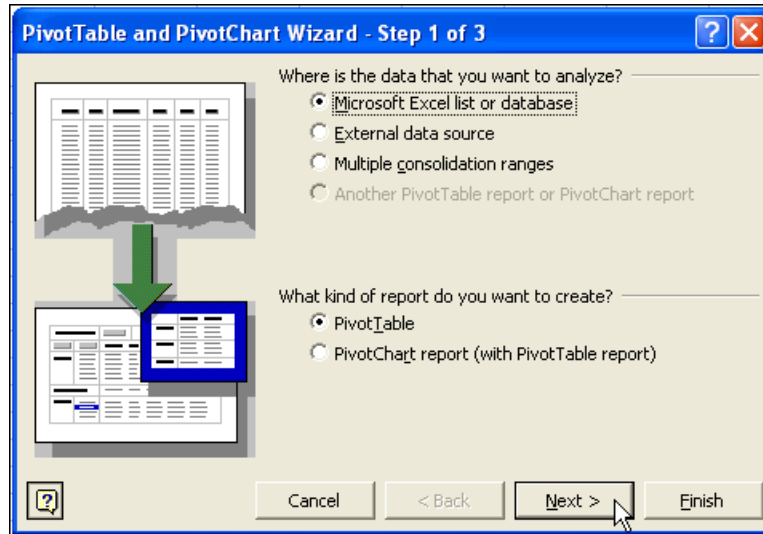 PivotTable and PivotChart Wizard - Step 1 of 3
Where is the data that you want to analyze?
Microsoft Excel list or database
External data source
Multiple consolidation ranges
Another PivotTable report or PivotChart report
What kind of report do you want to create?
PivotTable
PivotChart report (with PivotTable report)
Cancel
< Back
Next >
Finish